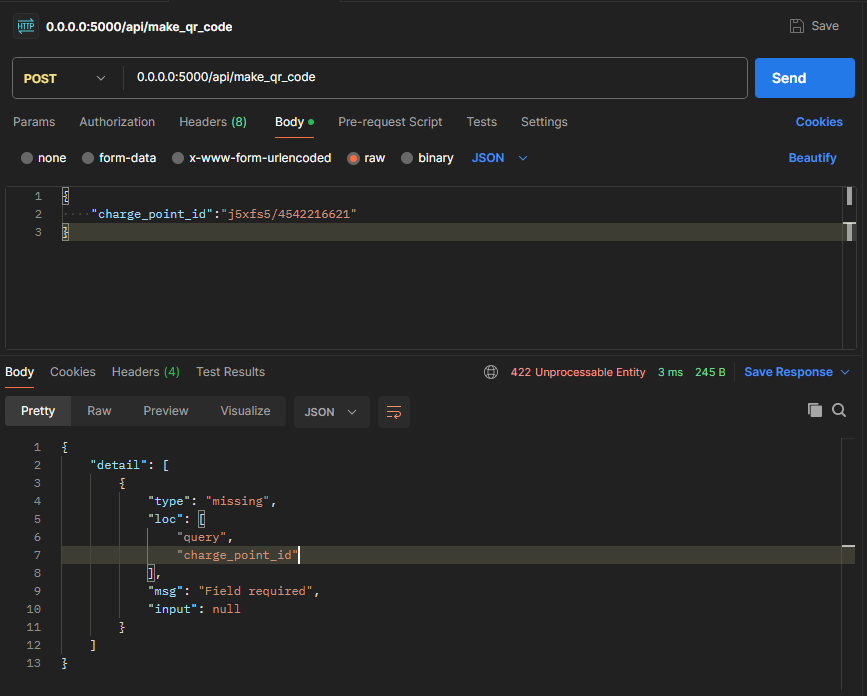 HTTP 0.0.0.0:5000/api/make_qr_code Save
POST 0.0.0.0:5000/api/make_qr_code Send
Params Authorization Headers (8) Body Pre-request Script Tests Settings Cookies
none form-data x-www-form-urlencoded raw binary JSON Beautify
1 {
2 ····"charge_point_id":"j5xfs5/4542216621"
3 }
Body Cookies Headers (4) Test Results 422 Unprocessable Entity 3 ms 245 B Save Response
Pretty Raw Preview Visualize JSON
1 {
2 "detail": [
3 {
4 "type": "missing",
5 "loc": [
6 "query",
7 "charge_point_id"
8 ],
9 "msg": "Field required",
10 "input": null
11 }
12 ]
13 }